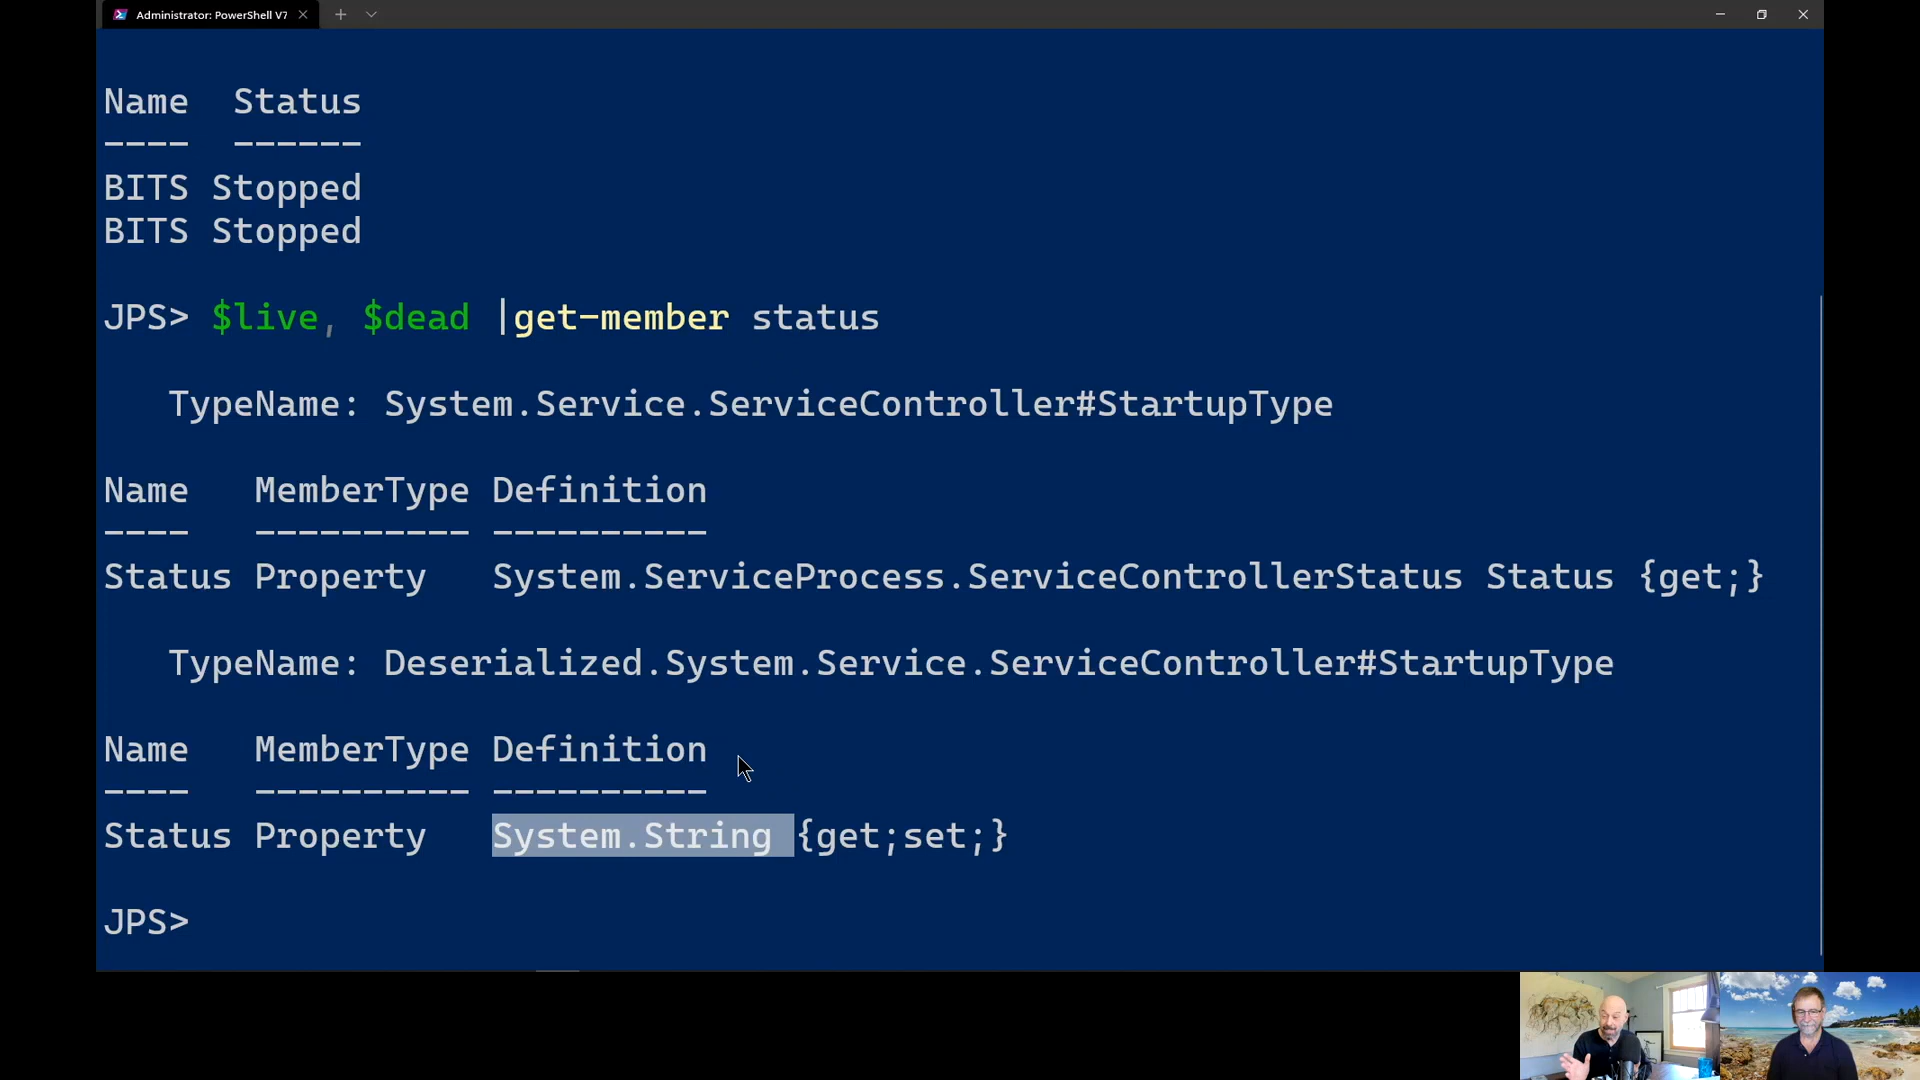 Administrator: PowerShell V7
Name  Status
----  ------
BITS Stopped
BITS Stopped
JPS> $live, $dead |get-member status
TypeName: System.Service.ServiceController#StartupType
Name   MemberType Definition
----   ---------- ----------
Status Property   System.ServiceProcess.ServiceControllerStatus Status {get;}
TypeName: Deserialized.System.Service.ServiceController#StartupType
Name   MemberType Definition
----   ---------- ----------
Status Property   System.String {get;set;}
JPS>